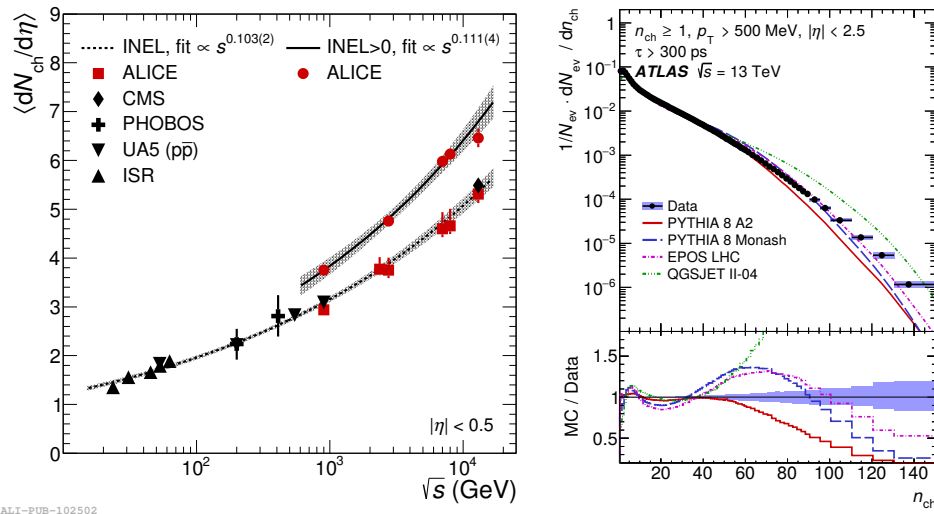 ⟨dN_ch/dη⟩
INEL, fit ∝ s^0.103(2)
INEL>0, fit ∝ s^0.111(4)
ALICE
ALICE
CMS
PHOBOS
UA5 (pp̅)
ISR
9
8
7
6
5
4
3
2
1
0
|η| < 0.5
10
10^2
10^3
10^4
√s (GeV)
ALI-PUB-102502
1/N_ev · dN_ev / dn_ch
1
10^-1
10^-2
10^-3
10^-4
10^-5
10^-6
n_ch ≥ 1, p_T > 500 MeV, |η| < 2.5
τ > 300 ps
ATLAS √s = 13 TeV
Data
PYTHIA 8 A2
PYTHIA 8 Monash
EPOS LHC
QGSJET II-04
MC / Data
1.5
1
0.5
20
40
60
80
100
120
140
n_ch